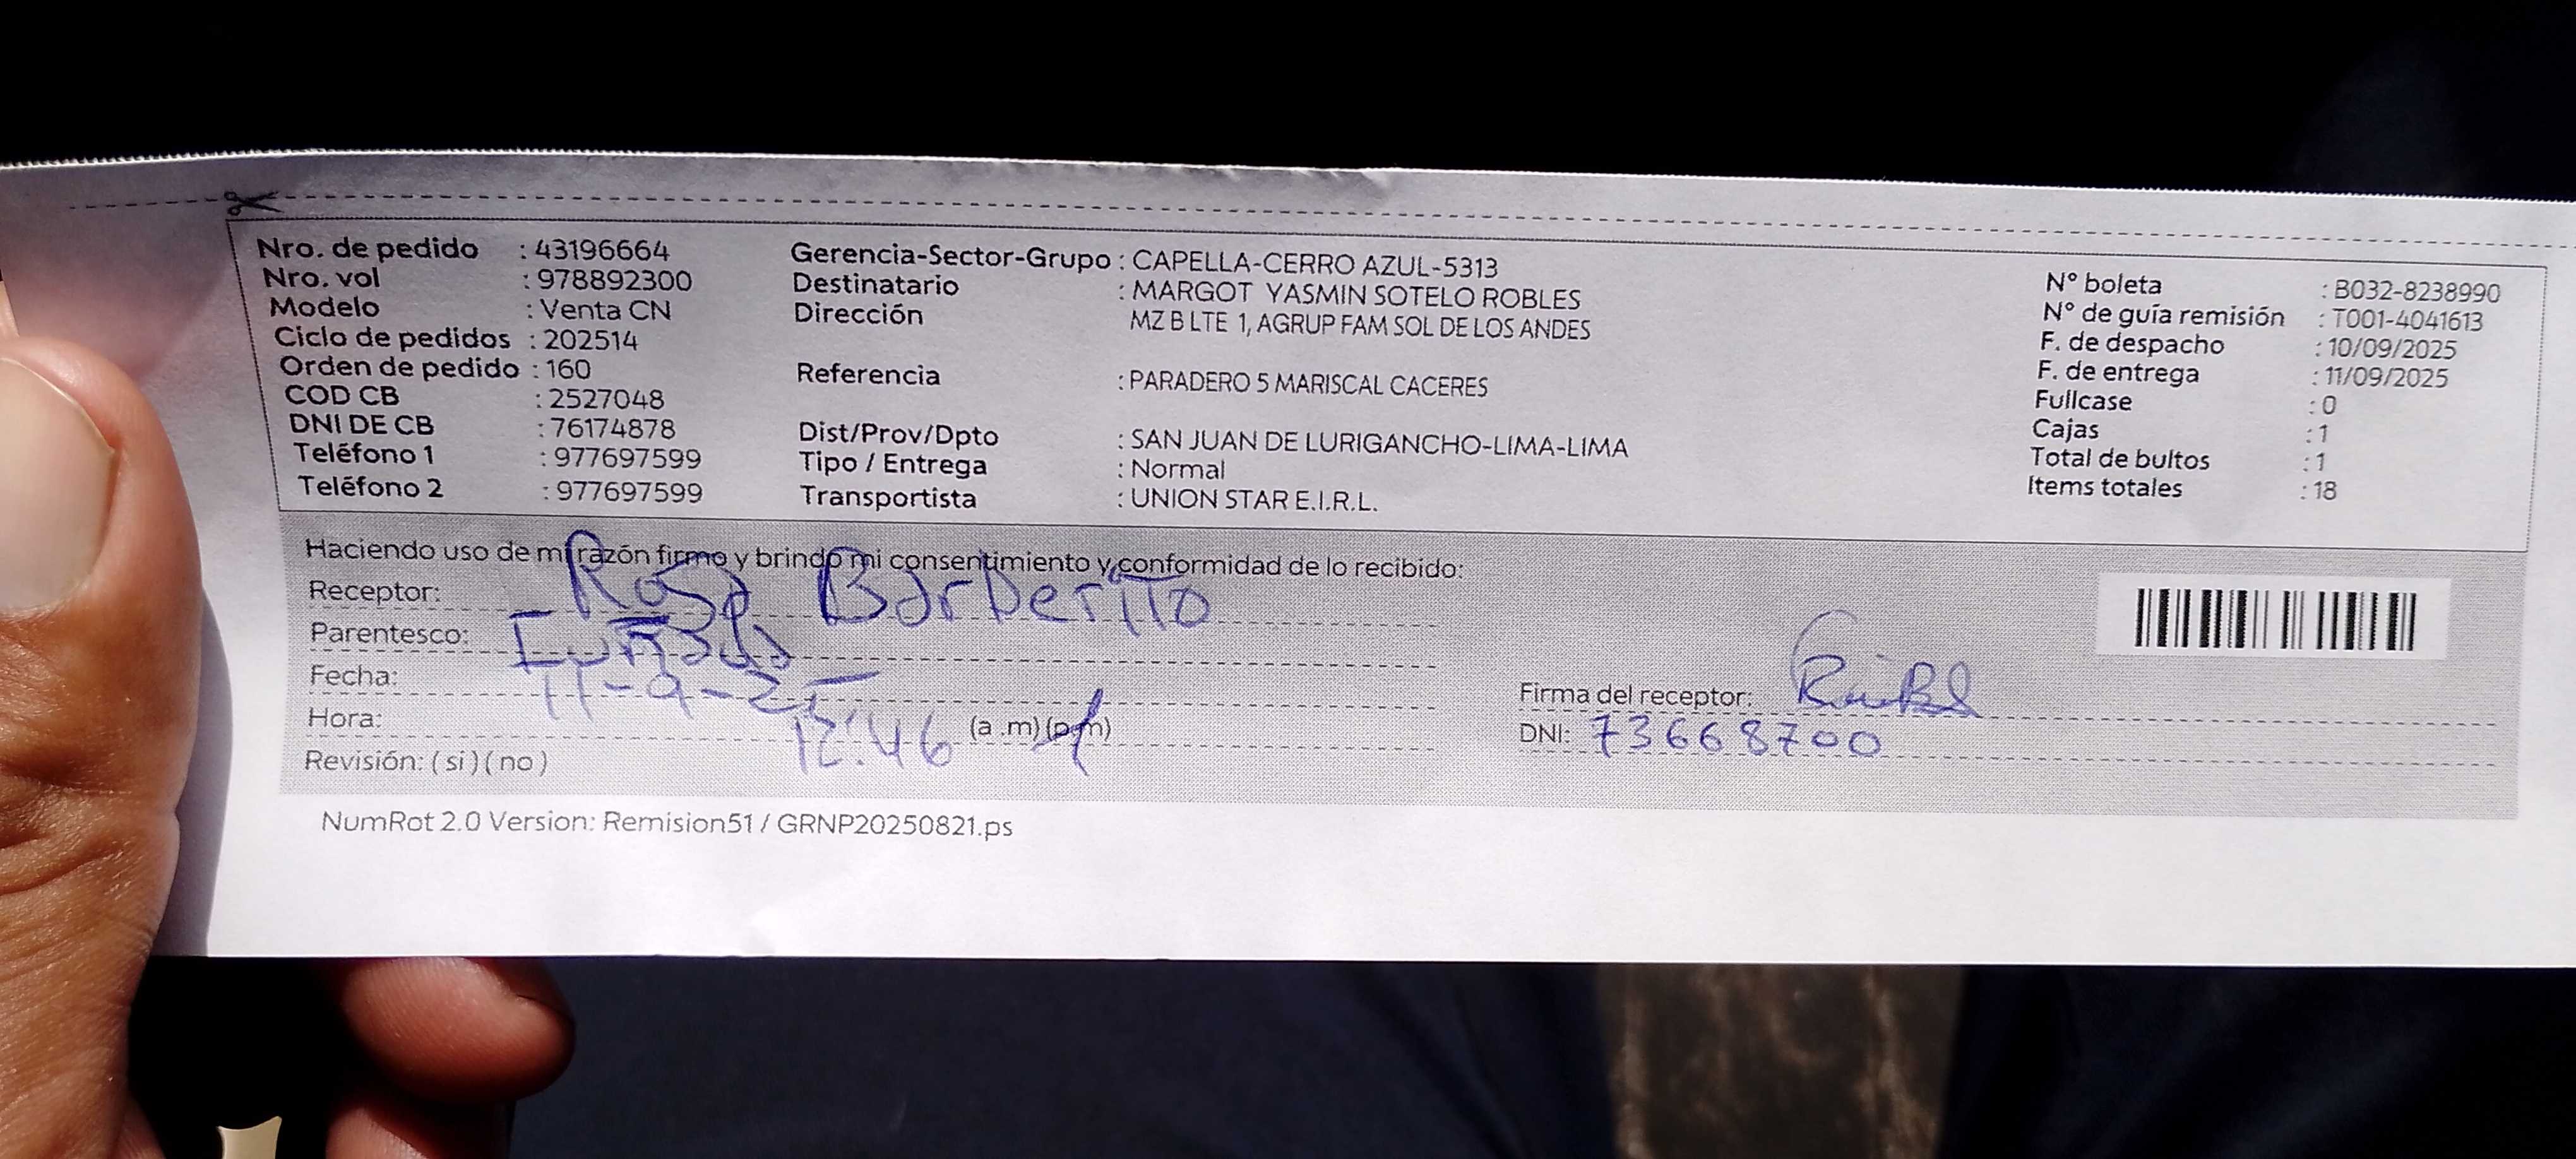 Nro. de pedido : 43196664
Nro. vol : 978892300
Modelo : Venta CN
Ciclo de pedidos : 202514
Orden de pedido : 160
COD CB : 2527048
DNI DE CB : 76174878
Teléfono 1 : 977697599
Teléfono 2 : 977697599
Gerencia-Sector-Grupo : CAPELLA-CERRO AZUL-5313
Destinatario : MARGOT YASMIN SOTELO ROBLES
Dirección MZ B LTE 1, AGRUP FAM SOL DE LOS ANDES
Referencia : PARADERO 5 MARISCAL CACERES
Dist/Prov/Dpto : SAN JUAN DE LURIGANCHO-LIMA-LIMA
Tipo / Entrega : Normal
Transportista : UNION STAR E.I.R.L.
N° boleta : B032-8238990
N° de guía remisión : T001-4041613
F. de despacho : 10/09/2025
F. de entrega : 11/09/2025
Fullcase : 0
Cajas : 1
Total de bultos : 1
Items totales : 18
Haciendo uso de mi razón firmo y brindo mi consentimiento y conformidad de lo recibido:
Receptor: Rosa Barberito
Parentesco:
Fecha: 11-9-25
Hora: 12:46 (a .m) (p.m)
Revisión: ( si ) ( no )
Firma del receptor:
DNI: 73668700
NumRot 2.0 Version: Remision51 / GRNP20250821.ps